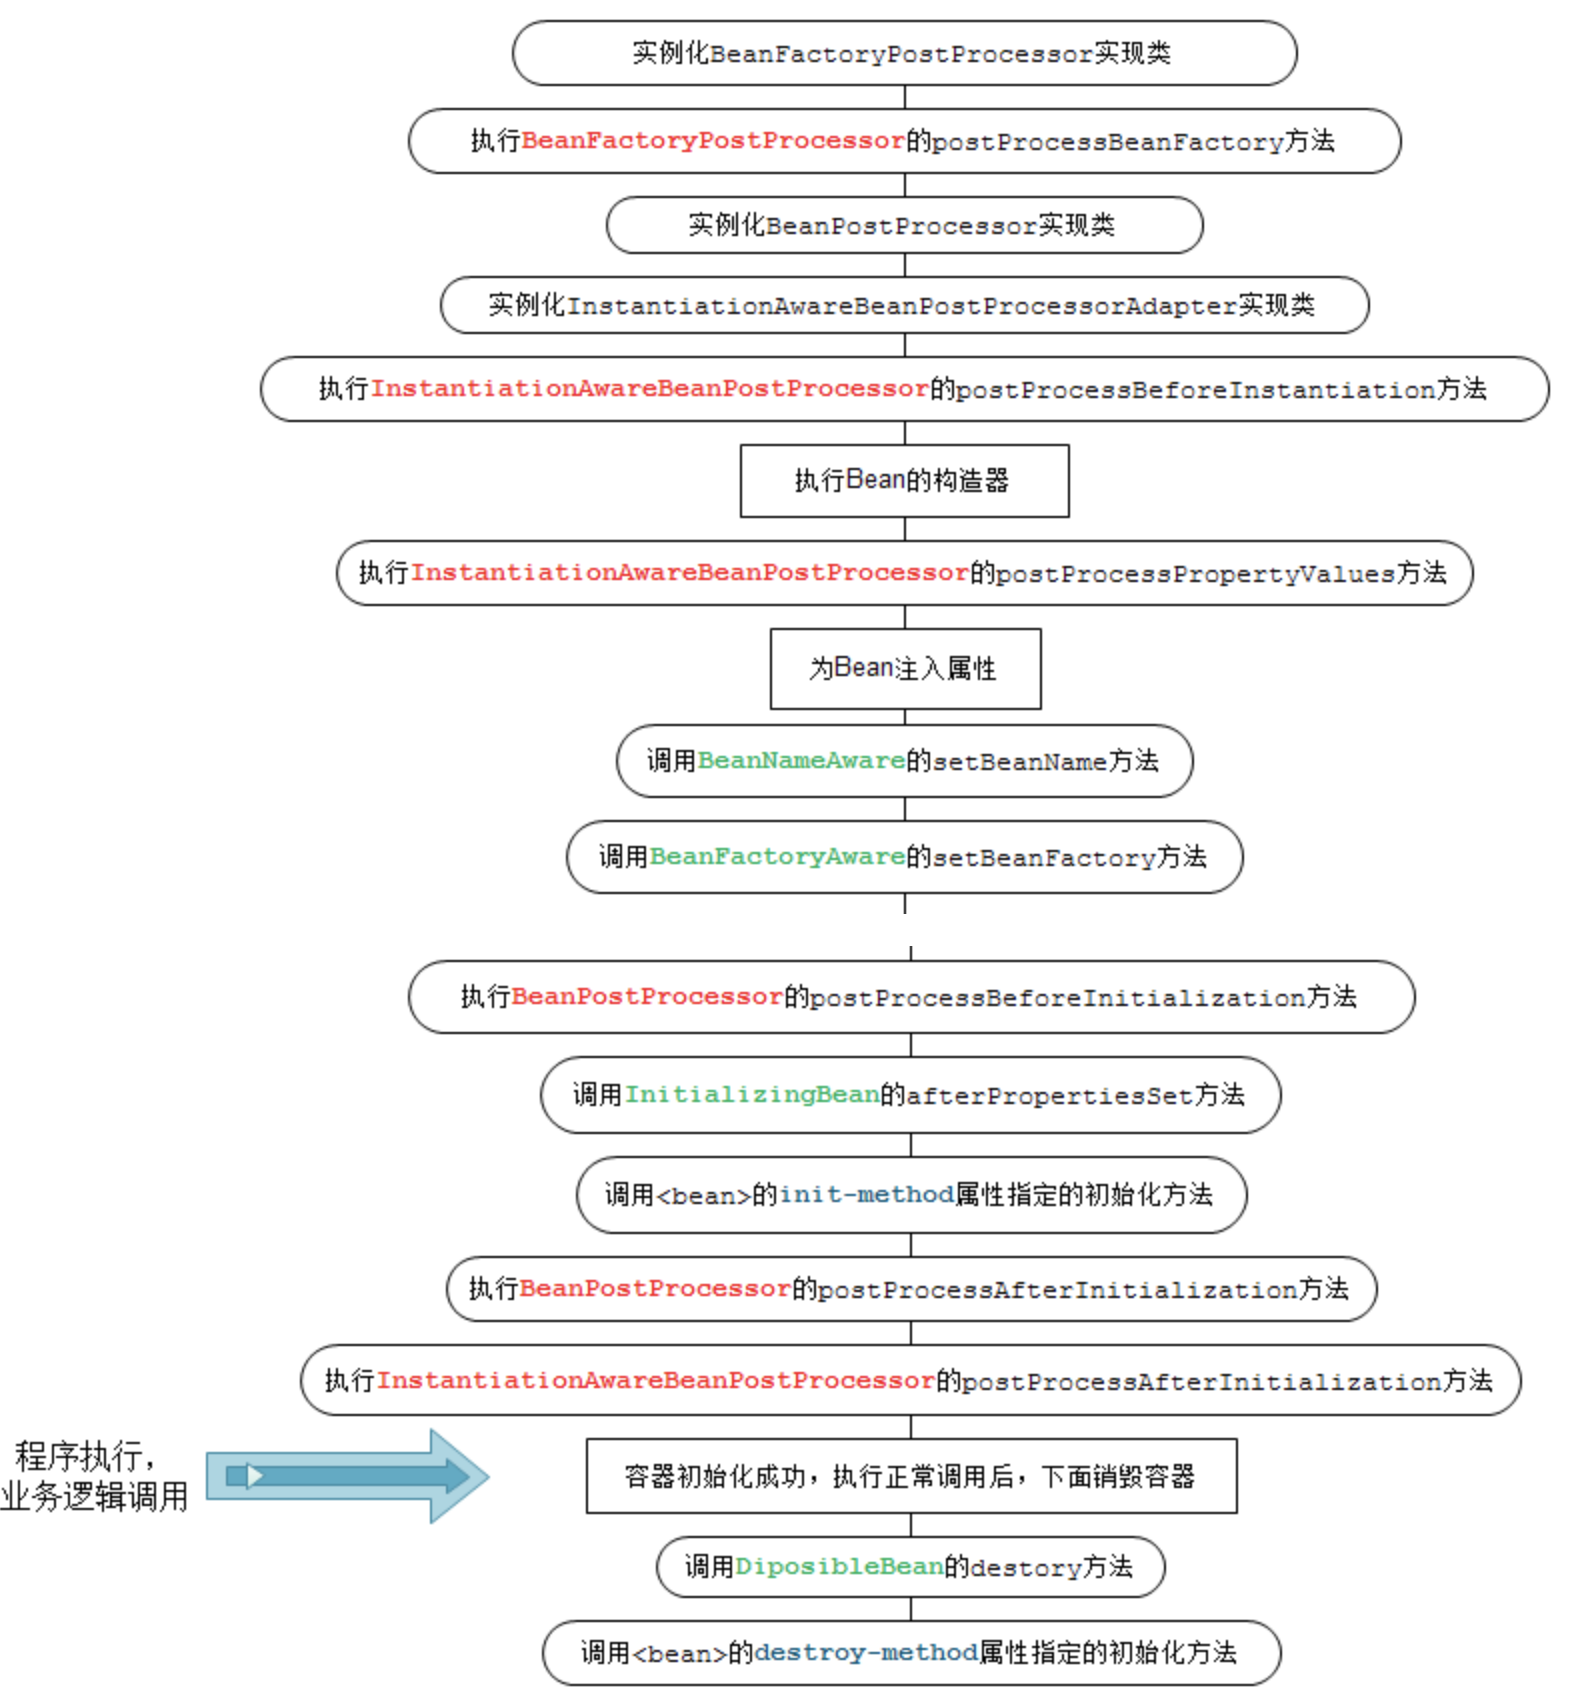 实例化BeanFactoryPostProcessor实现类
执行BeanFactoryPostProcessor的postProcessBeanFactory方法
实例化BeanPostProcessor实现类
实例化InstantiationAwareBeanPostProcessorAdapter实现类
执行InstantiationAwareBeanPostProcessor的postProcessBeforeInstantiation方法
执行Bean的构造器
执行InstantiationAwareBeanPostProcessor的postProcessPropertyValues方法
为Bean注入属性
调用BeanNameAware的setBeanName方法
调用BeanFactoryAware的setBeanFactory方法
执行BeanPostProcessor的postProcessBeforeInitialization方法
调用InitializingBean的afterPropertiesSet方法
调用<bean>的init-method属性指定的初始化方法
执行BeanPostProcessor的postProcessAfterInitialization方法
执行InstantiationAwareBeanPostProcessor的postProcessAfterInitialization方法
程序执行，
业务逻辑调用
容器初始化成功，执行正常调用后，下面销毁容器
调用DiposibleBean的destory方法
调用<bean>的destroy-method属性指定的初始化方法